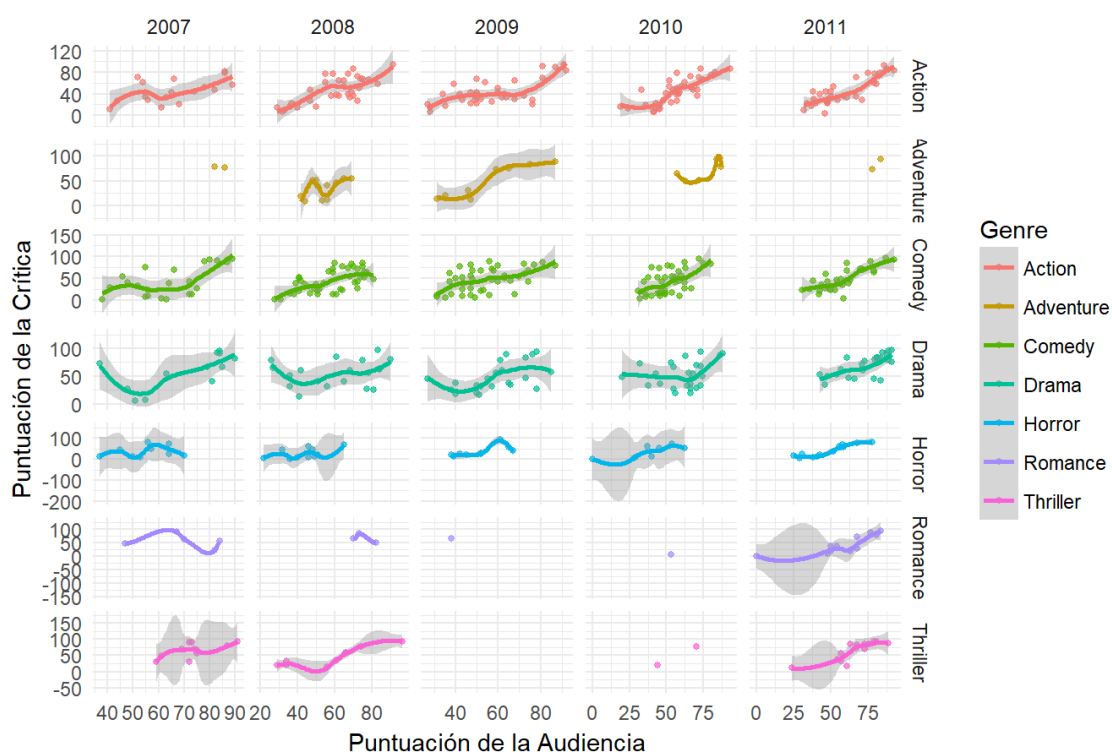 2007 2008 2009 2010 2011
120
80
40
0
Action
100
50
0
Adventure
150
100
50
0
Comedy
100
50
0
Drama
100
0
-100
-200
Horror
100
50
0
-50
-100
-150
Romance
150
100
50
0
-50
Thriller
40 50 60 70 80 90 20 40 60 80 40 60 80 0 25 50 75 0 25 50 75
Puntuación de la Audiencia
Puntuación de la Crítica
Genre
Action
Adventure
Comedy
Drama
Horror
Romance
Thriller